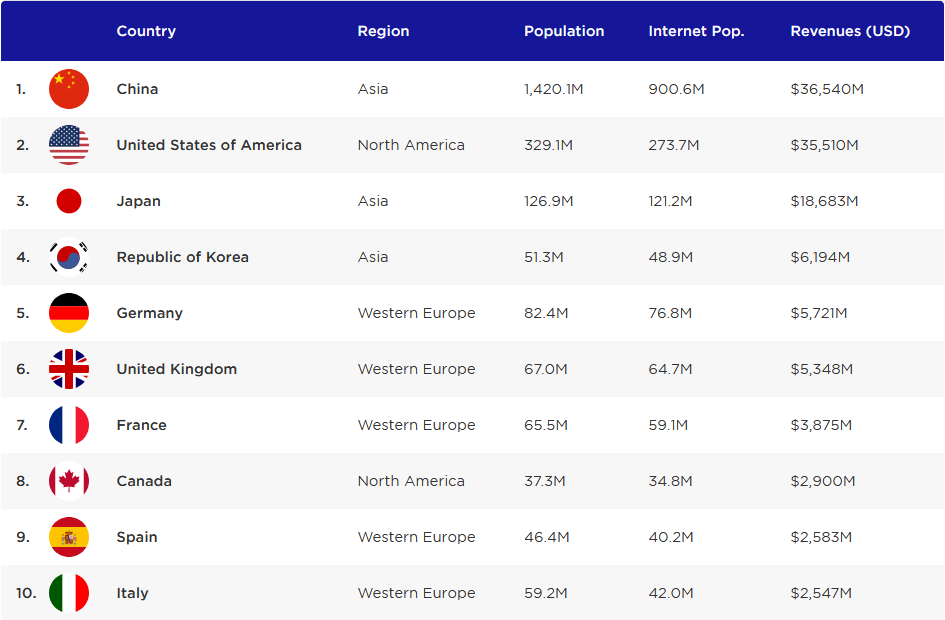 Country Region Population Internet Pop. Revenues (USD)
1. China Asia 1,420.1M 900.6M $36,540M
2. United States of America North America 329.1M 273.7M $35,510M
3. Japan Asia 126.9M 121.2M $18,683M
4. Republic of Korea Asia 51.3M 48.9M $6,194M
5. Germany Western Europe 82.4M 76.8M $5,721M
6. United Kingdom Western Europe 67.0M 64.7M $5,348M
7. France Western Europe 65.5M 59.1M $3,875M
8. Canada North America 37.3M 34.8M $2,900M
9. Spain Western Europe 46.4M 40.2M $2,583M
10. Italy Western Europe 59.2M 42.0M $2,547M